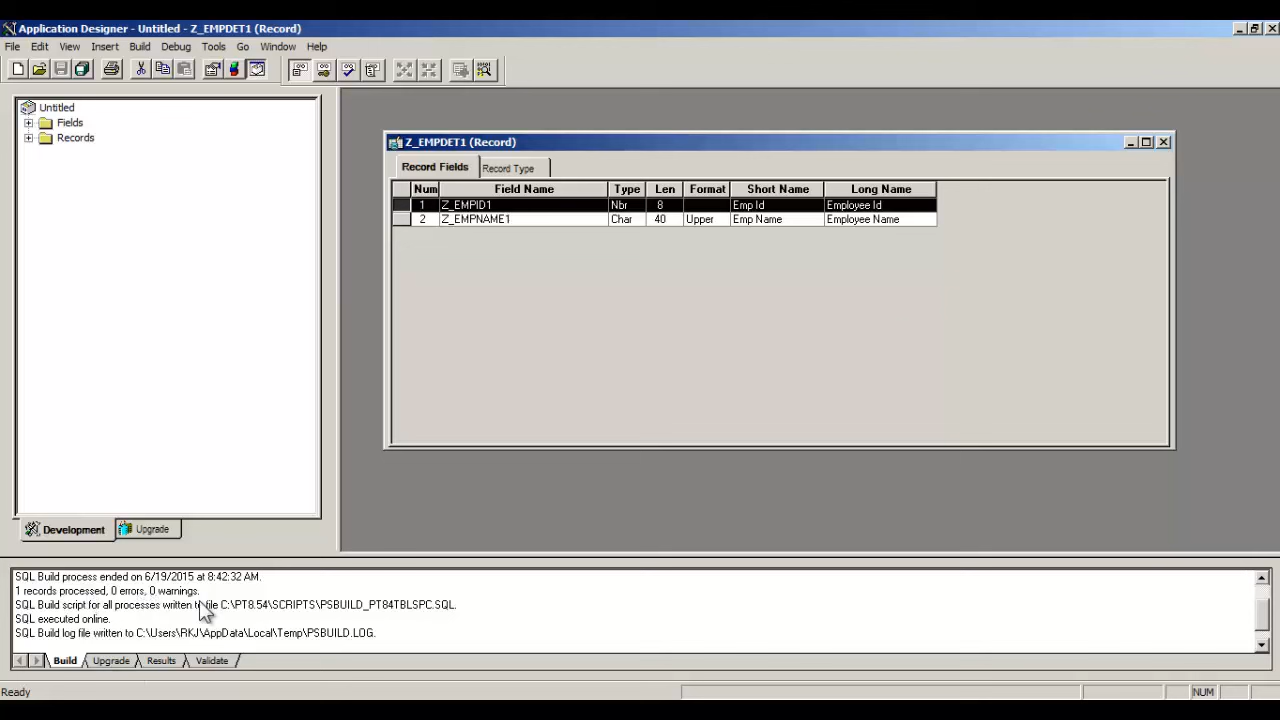 Application Designer - Untitled - Z_EMPDET1 (Record)
File Edit View Insert Build Debug Tools Go Window Help
Untitled
Fields
Records
Z_EMPDET1 (Record)
Record Fields Record Type
Num Field Name Type Len Format Short Name Long Name
1 Z_EMPID1 Nbr 8 Emp Id Employee Id
2 Z_EMPNAME1 Char 40 Upper Emp Name Employee Name
Development Upgrade
SQL Build process ended on 6/19/2015 at 8:42:32 AM.
1 records processed, 0 errors, 0 warnings.
SQL Build script for all processes written to file C:\PT8.54\SCRIPTS\PSBUILD_PT84TBLSPC.SQL.
SQL executed online.
SQL Build log file written to C:\Users\RKJ\AppData\Local\Temp\PSBUILD.LOG.
Build Upgrade Results Validate
Ready NUM